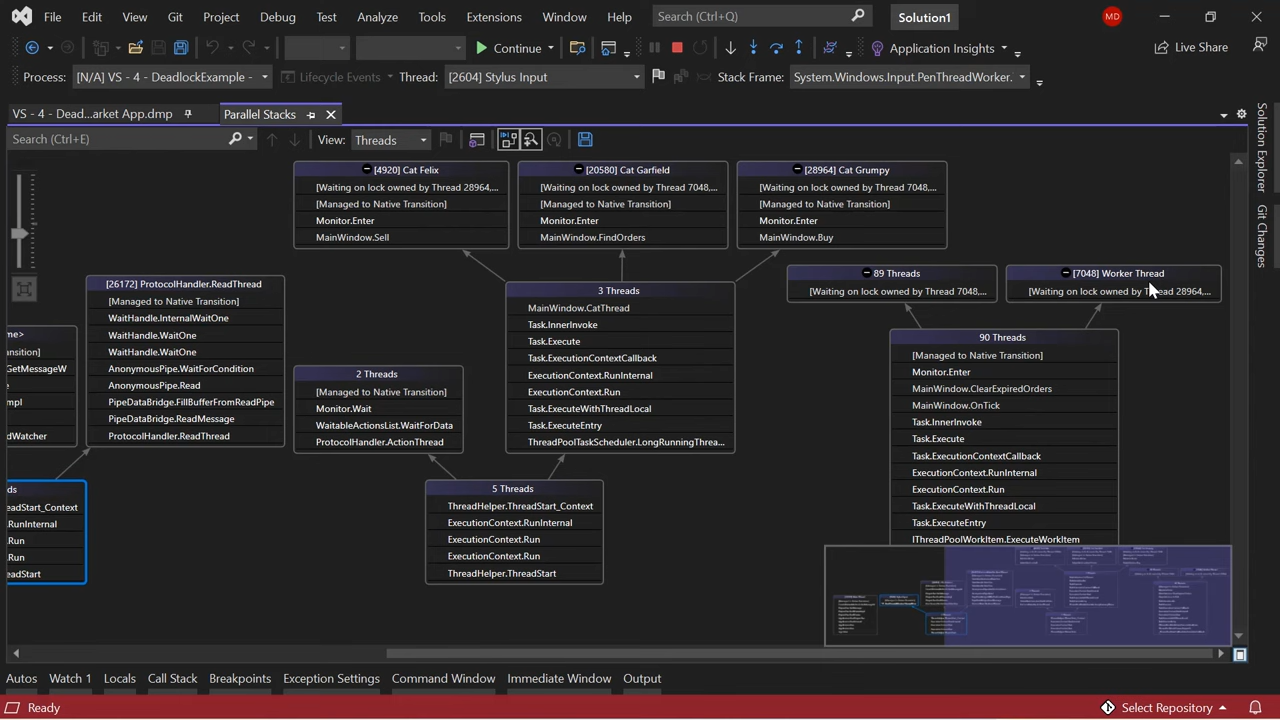 File Edit View Git Project Debug Test Analyze Tools Extensions Window Help Search (Ctrl+Q) Solution1 MD
Continue Application Insights Live Share
Process: [N/A] VS - 4 - DeadlockExample - Lifecycle Events Thread: [2604] Stylus Input Stack Frame: System.Windows.Input.PenThreadWorker.
VS - 4 - Dead...arket App.dmp Parallel Stacks
Search (Ctrl+E) View: Threads
Solution Explorer
Git Changes
[4920] Cat Felix
[Waiting on lock owned by Thread 28964,...
[Managed to Native Transition]
Monitor.Enter
MainWindow.Sell
[20580] Cat Garfield
[Waiting on lock owned by Thread 7048,...
[Managed to Native Transition]
Monitor.Enter
MainWindow.FindOrders
[28964] Cat Grumpy
[Waiting on lock owned by Thread 7048,...
[Managed to Native Transition]
Monitor.Enter
MainWindow.Buy
89 Threads
[Waiting on lock owned by Thread 7048,...
[7048] Worker Thread
[Waiting on lock owned by Thread 28964,...
me>
nsition]
GetMessageW
e
mpl
eadWatcher
[26172] ProtocolHandler.ReadThread
[Managed to Native Transition]
WaitHandle.InternalWaitOne
WaitHandle.WaitOne
WaitHandle.WaitOne
AnonymousPipe.WaitForCondition
AnonymousPipe.Read
PipeDataBridge.FillBufferFromReadPipe
PipeDataBridge.ReadMessage
ProtocolHandler.ReadThread
2 Threads
[Managed to Native Transition]
Monitor.Wait
WaitableActionsList.WaitForData
ProtocolHandler.ActionThread
3 Threads
MainWindow.CatThread
Task.InnerInvoke
Task.Execute
Task.ExecutionContextCallback
ExecutionContext.RunInternal
ExecutionContext.Run
Task.ExecuteWithThreadLocal
Task.ExecuteEntry
ThreadPoolTaskScheduler.LongRunningThrea...
90 Threads
[Managed to Native Transition]
Monitor.Enter
MainWindow.ClearExpiredOrders
MainWindow.OnTick
Task.InnerInvoke
Task.Execute
Task.ExecutionContextCallback
ExecutionContext.RunInternal
ExecutionContext.Run
Task.ExecuteWithThreadLocal
Task.ExecuteEntry
IThreadPoolWorkItem.ExecuteWorkItem
ds
eadStart_Context
RunInternal
.Run
.Run
eadStart
5 Threads
ThreadHelper.ThreadStart_Context
ExecutionContext.RunInternal
ExecutionContext.Run
ExecutionContext.Run
ThreadHelper.ThreadStart
Autos Watch 1 Locals Call Stack Breakpoints Exception Settings Command Window Immediate Window Output
Ready Select Repository